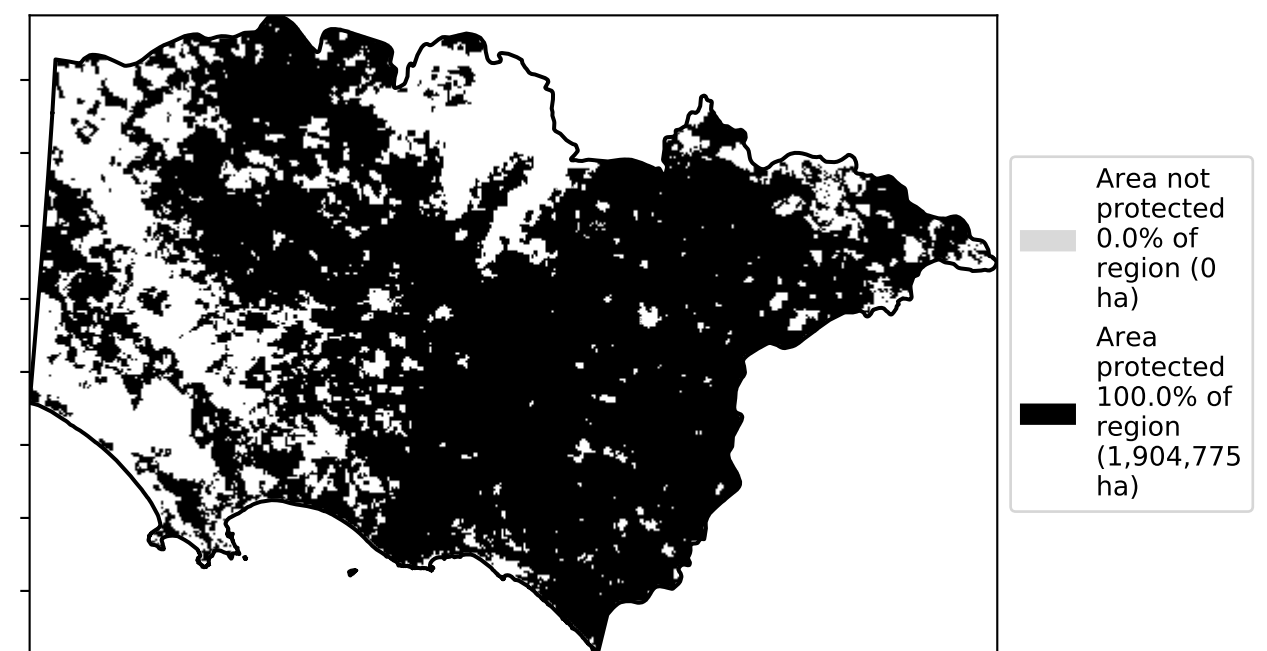 Area not
protected
0.0% of
region (0
ha)
Area
protected
100.0% of
region
(1,904,775
ha)